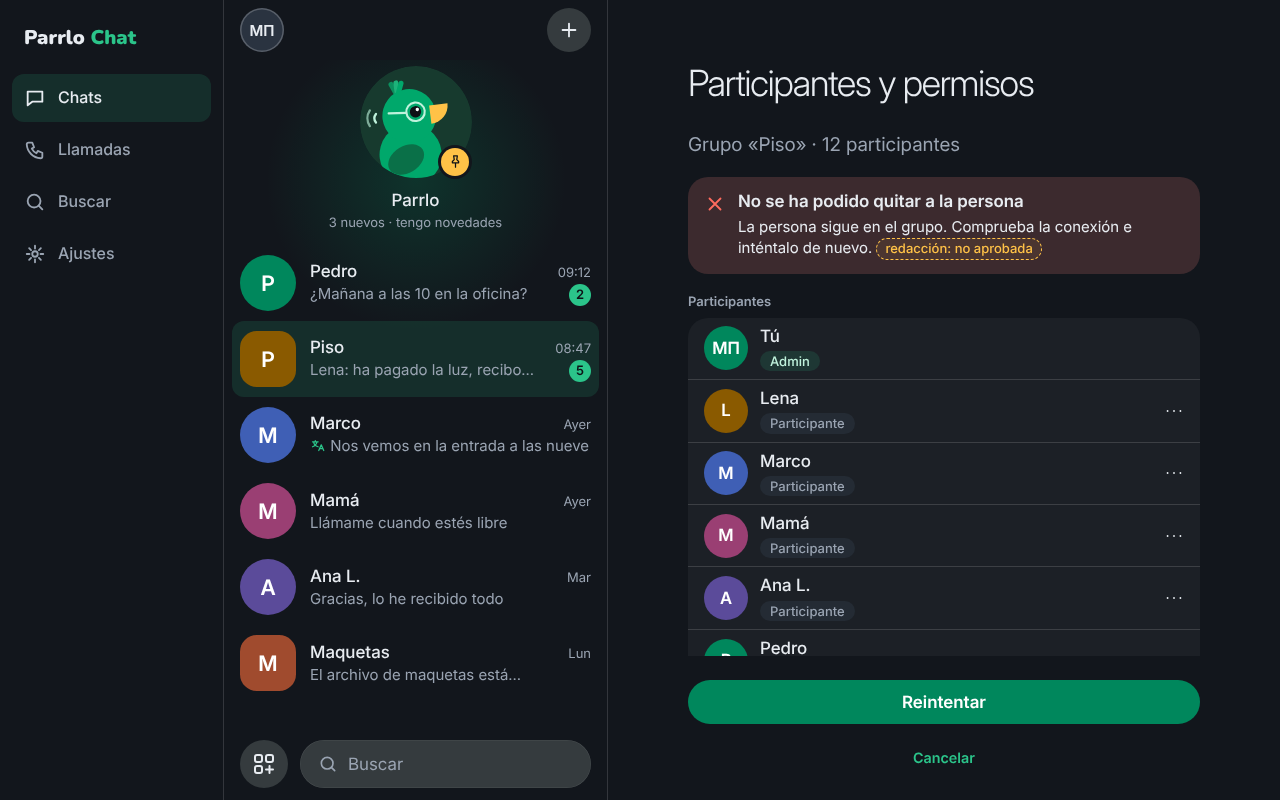 Parrlo Chat
Chats
Llamadas
Buscar
Ajustes
МП
Parrlo
3 nuevos · tengo novedades
P
Pedro
09:12
¿Mañana a las 10 en la oficina?
2
P
Piso
08:47
Lena: ha pagado la luz, recibo...
5
M
Marco
Ayer
Nos vemos en la entrada a las nueve
M
Mamá
Ayer
Llámame cuando estés libre
A
Ana L.
Mar
Gracias, lo he recibido todo
M
Maquetas
Lun
El archivo de maquetas está...
Buscar
Participantes y permisos
Grupo «Piso» · 12 participantes
No se ha podido quitar a la persona
La persona sigue en el grupo. Comprueba la conexión e
inténtalo de nuevo. redacción: no aprobada
Participantes
МП
Tú
Admin
L
Lena
Participante
M
Marco
Participante
M
Mamá
Participante
A
Ana L.
Participante
Pedro
Reintentar
Cancelar